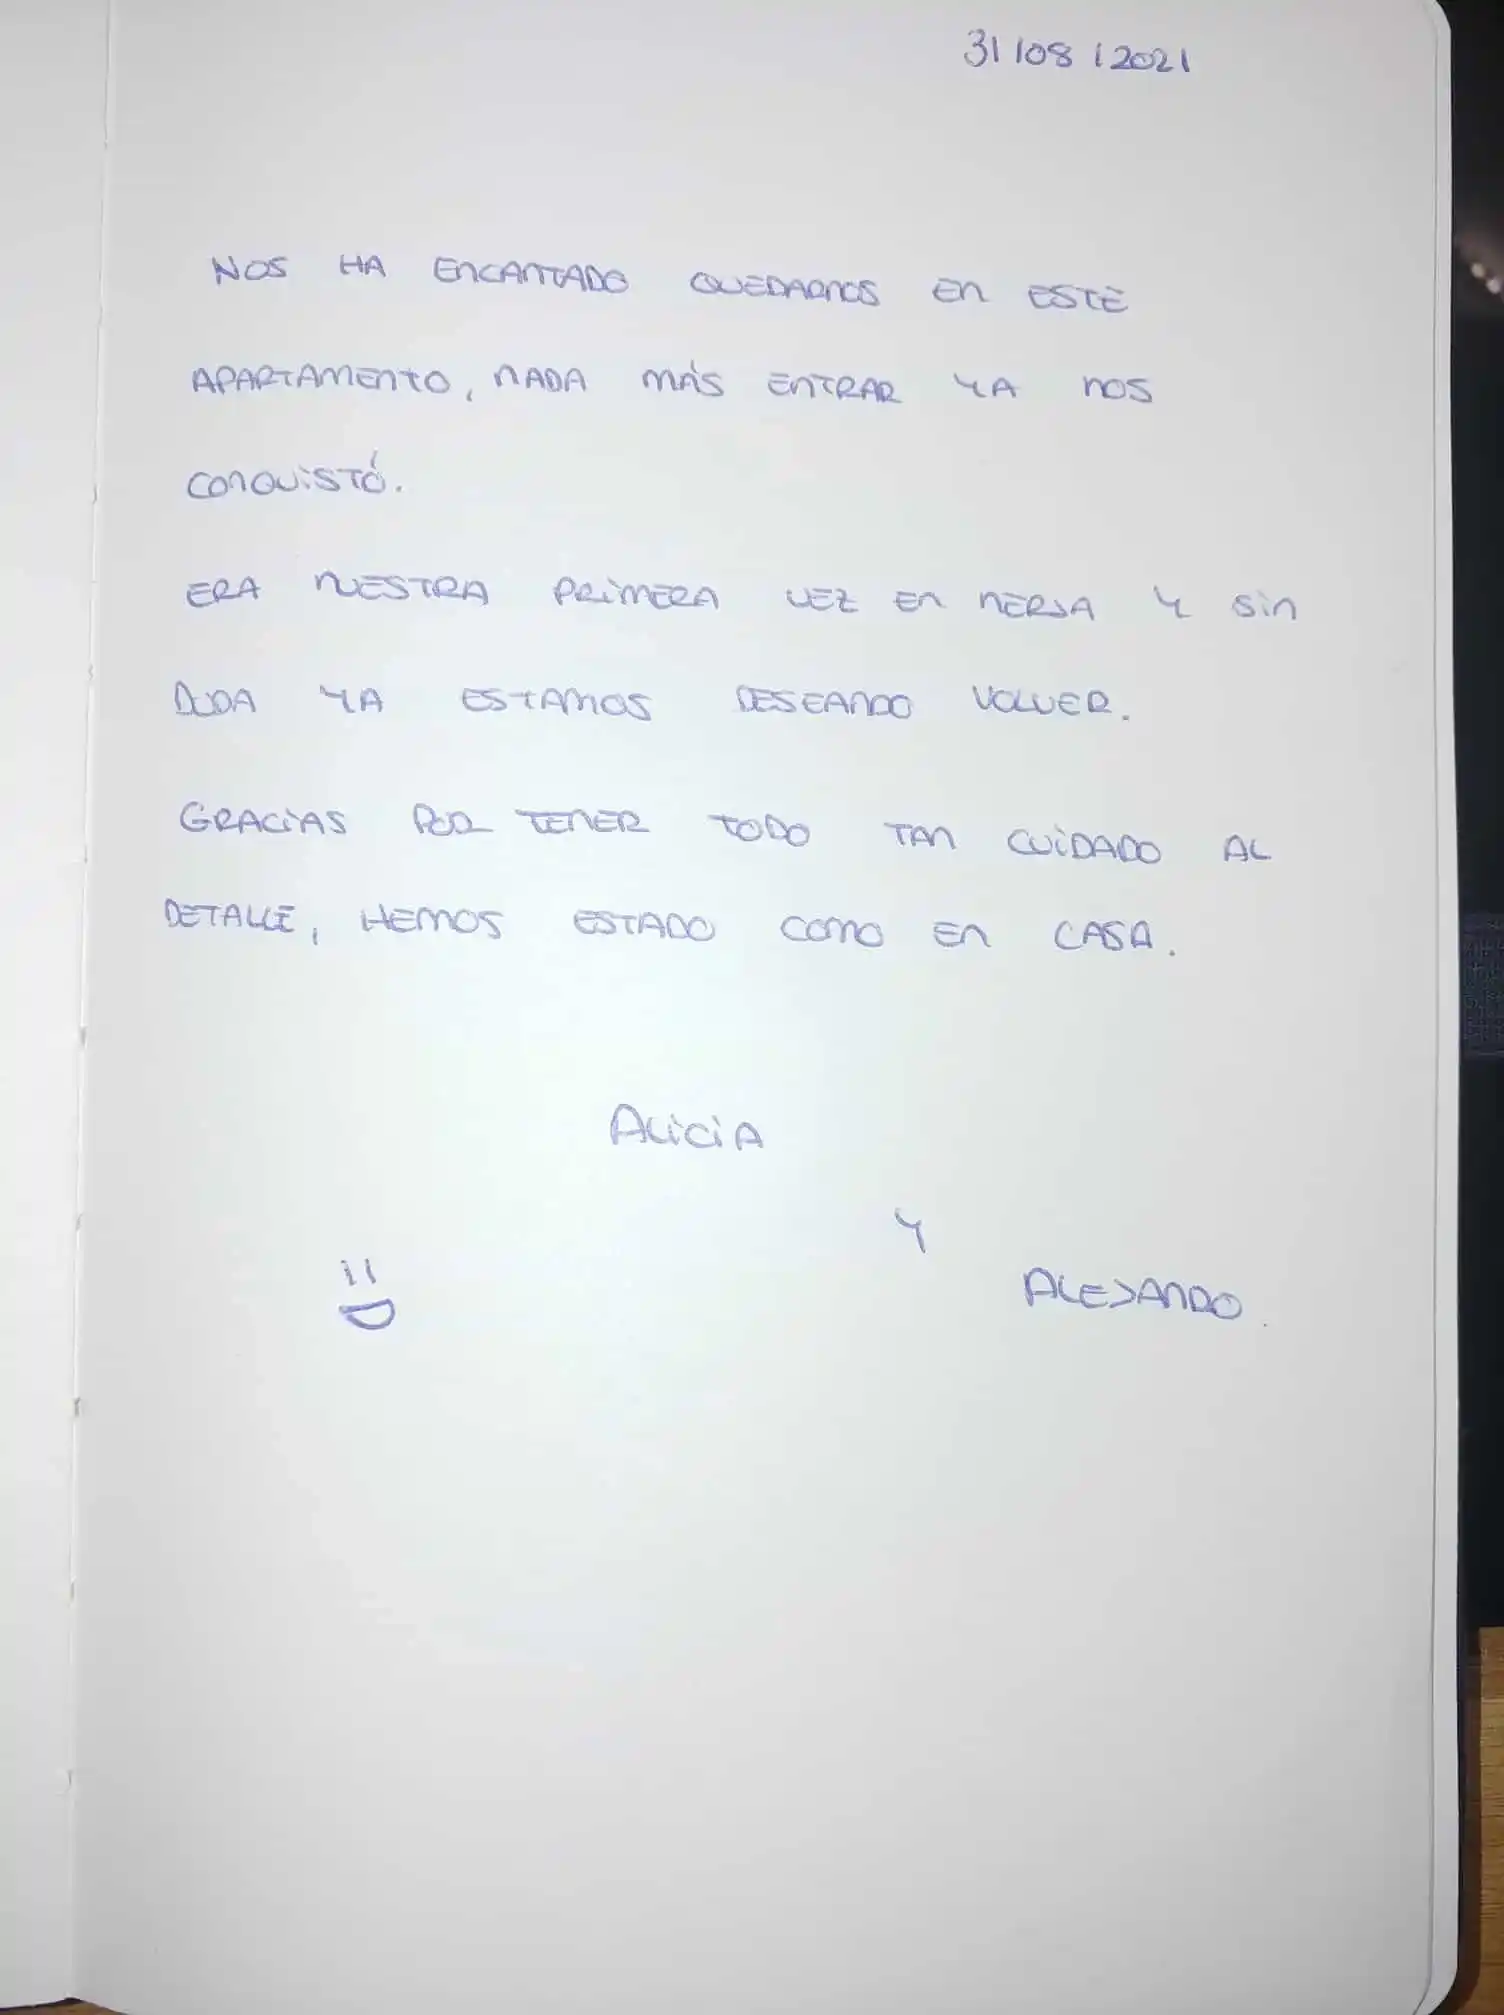 31/08/2021
NOS HA ENCANTADO QUEDARNOS EN ESTE
APARTAMENTO, NADA MÁS ENTRAR YA NOS
CONQUISTÓ.
ERA NUESTRA PRIMERA VEZ EN NERJA Y SIN
DUDA YA ESTAMOS DESEANDO VOLVER.
GRACIAS POR TENER TODO TAN CUIDADO AL
DETALLE, HEMOS ESTADO COMO EN CASA.
ALICIA
Y
ALEJANDO.